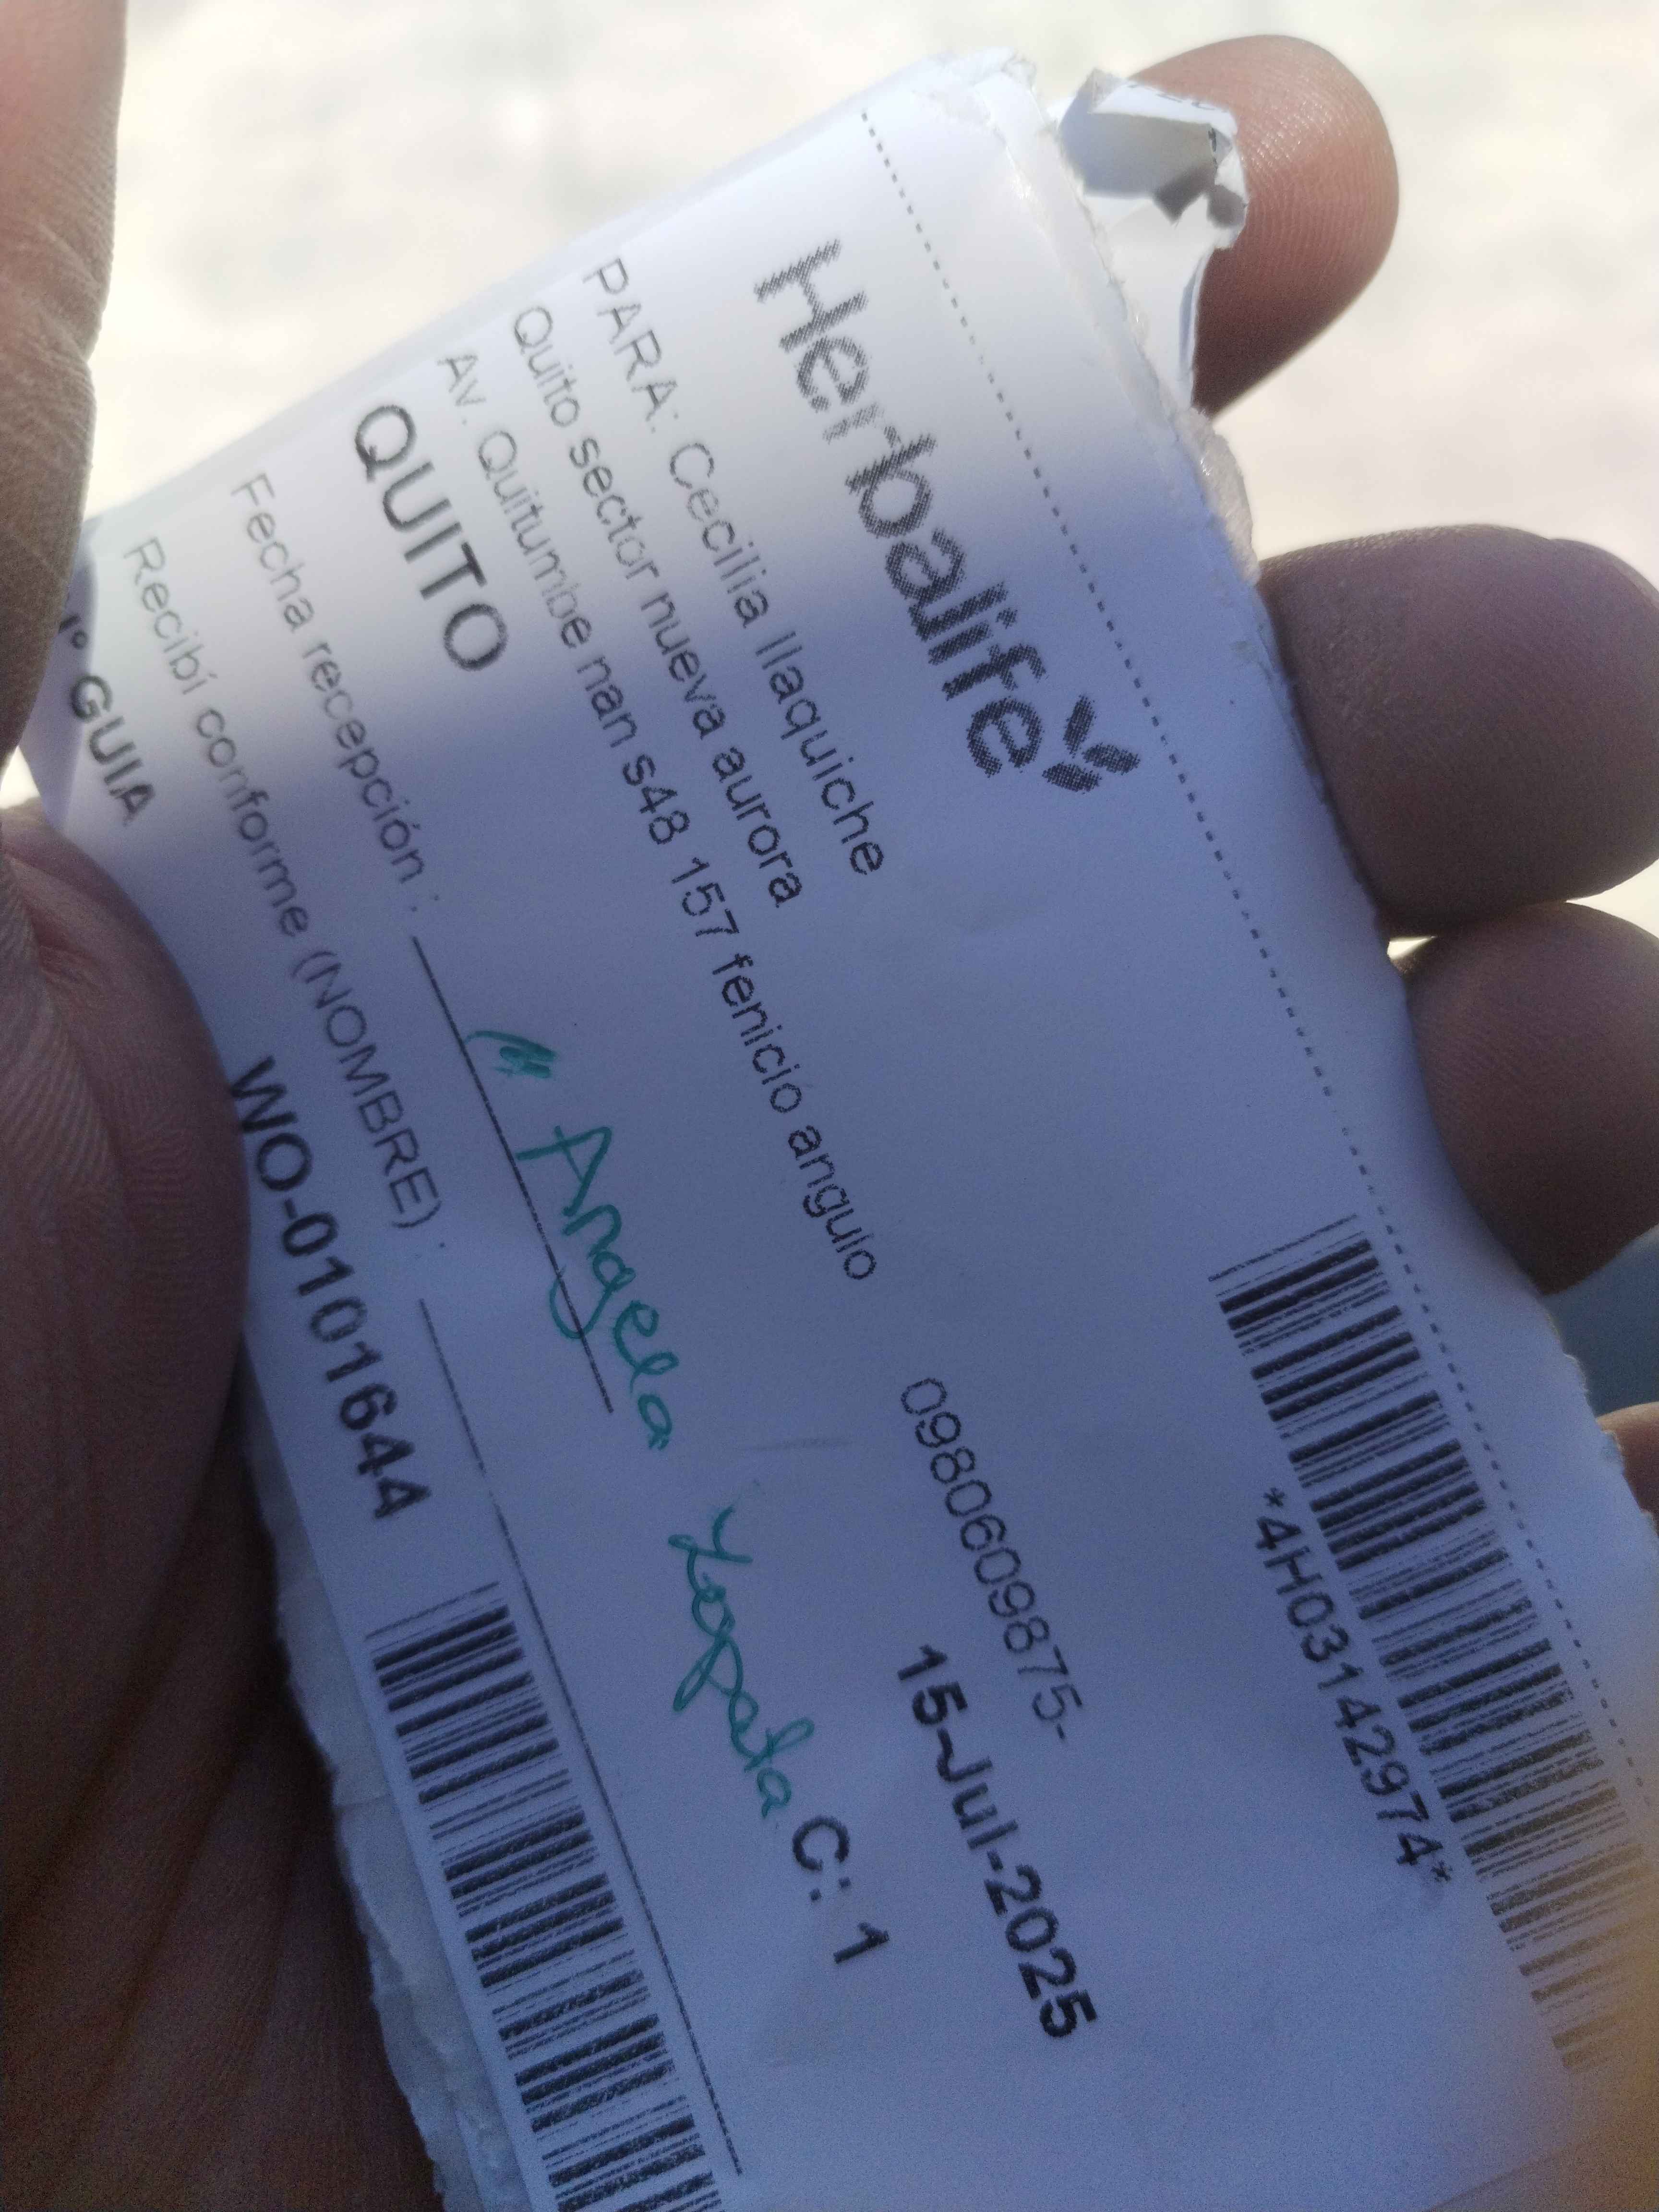 Herbalife
*4H03142974*
PARA: Cecilia llaquiche
Quito sector nueva aurora
Av. Quitumbe nan s48 157 fenicio angulo
0980609875-
QUITO
15-Jul-2025
Fecha recepción :
Angela Zapata
C: 1
Recibí conforme (NOMBRE) :
GUIA
WO-0101644